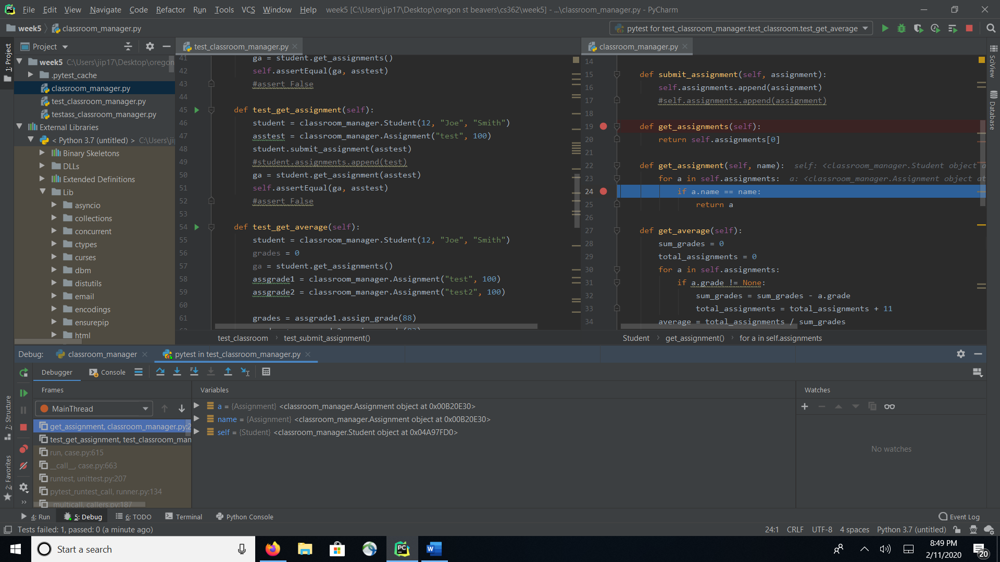 File Edit View Navigate Code Refactor Run Tools VCS Window Help week5 [C:\Users\jip17\Desktop\oregon st beavers\cs362\week5] - ...\classroom_manager.py - PyCharm
week5 classroom_manager.py
pytest for test_classroom_manager.test_classroom.test_get_average
1: Project
Project
week5 C:\Users\jip17\Desktop\oregon
.pytest_cache
classroom_manager.py
test_classroom_manager.py
testass_classroom_manager.py
External Libraries
< Python 3.7 (untitled) > C:\Users\ji
Binary Skeletons
DLLs
Extended Definitions
Lib
asyncio
collections
concurrent
ctypes
curses
dbm
distutils
email
encodings
ensurepip
html
test_classroom_manager.py
41 ga = student.get_assignments()
42 self.assertEqual(ga, asstest)
43 #assert False
44
45 def test_get_assignment(self):
46 student = classroom_manager.Student(12, "Joe", "Smith")
47 asstest = classroom_manager.Assignment("test", 100)
48 student.submit_assignment(asstest)
49 #student.assignments.append(test)
50 ga = student.get_assignment(asstest)
51 self.assertEqual(ga, asstest)
52 #assert False
53
54 def test_get_average(self):
55 student = classroom_manager.Student(12, "Joe", "Smith")
56 grades = 0
57 ga = student.get_assignments()
58 assgrade1 = classroom_manager.Assignment("test", 100)
59 assgrade2 = classroom_manager.Assignment("test2", 100)
60
61 grades = assgrade1.assign_grade(88)
test_classroom test_submit_assignment()
classroom_manager.py
14
15 def submit_assignment(self, assignment):
16 self.assignments.append(assignment)
17 #self.assignments.append(assignment)
18
19 def get_assignments(self):
20 return self.assignments[0]
21
22 def get_assignment(self, name): self: <classroom_manager.Student object a
23 for a in self.assignments: a: <classroom_manager.Assignment object at
24 if a.name == name:
25 return a
26
27 def get_average(self):
28 sum_grades = 0
29 total_assignments = 0
30 for a in self.assignments:
31 if a.grade != None:
32 sum_grades = sum_grades - a.grade
33 total_assignments = total_assignments + 11
34 average = total_assignments / sum_grades
Student get_assignment() for a in self.assignments
SciView
Database
Debug: classroom_manager pytest in test_classroom_manager.py
Debugger Console
Frames
MainThread
get_assignment, classroom_manager.py:2
test_get_assignment, test_classroom_man
run, case.py:615
__call__, case.py:663
runtest, unittest.py:207
pytest_runtest_call, runner.py:134
_multicall, callers.py:187
Variables
a = {Assignment} <classroom_manager.Assignment object at 0x00B20E30>
name = {Assignment} <classroom_manager.Assignment object at 0x00B20E30>
self = {Student} <classroom_manager.Student object at 0x04A97FD0>
Watches
No watches
7: Structure
2: Favorites
4: Run 5: Debug 6: TODO Terminal Python Console Event Log
Tests failed: 1, passed: 0 (a minute ago) 24:1 CRLF UTF-8 4 spaces Python 3.7 (untitled)
Start a search
8:49 PM
2/11/2020
20